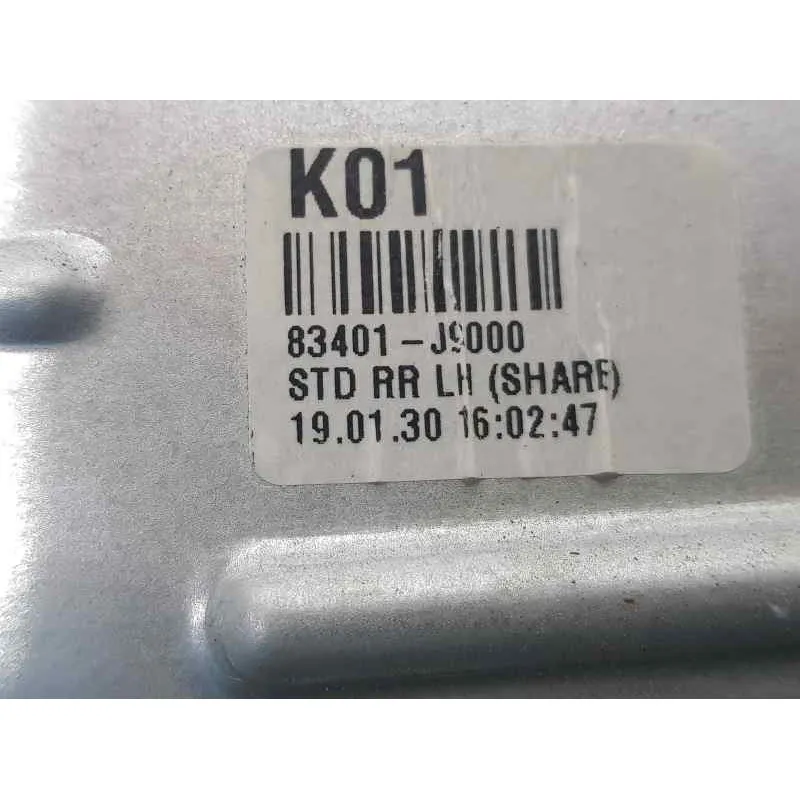 K01
83401-J9000
STD RR LH (SHARE)
19.01.30 16:02:47